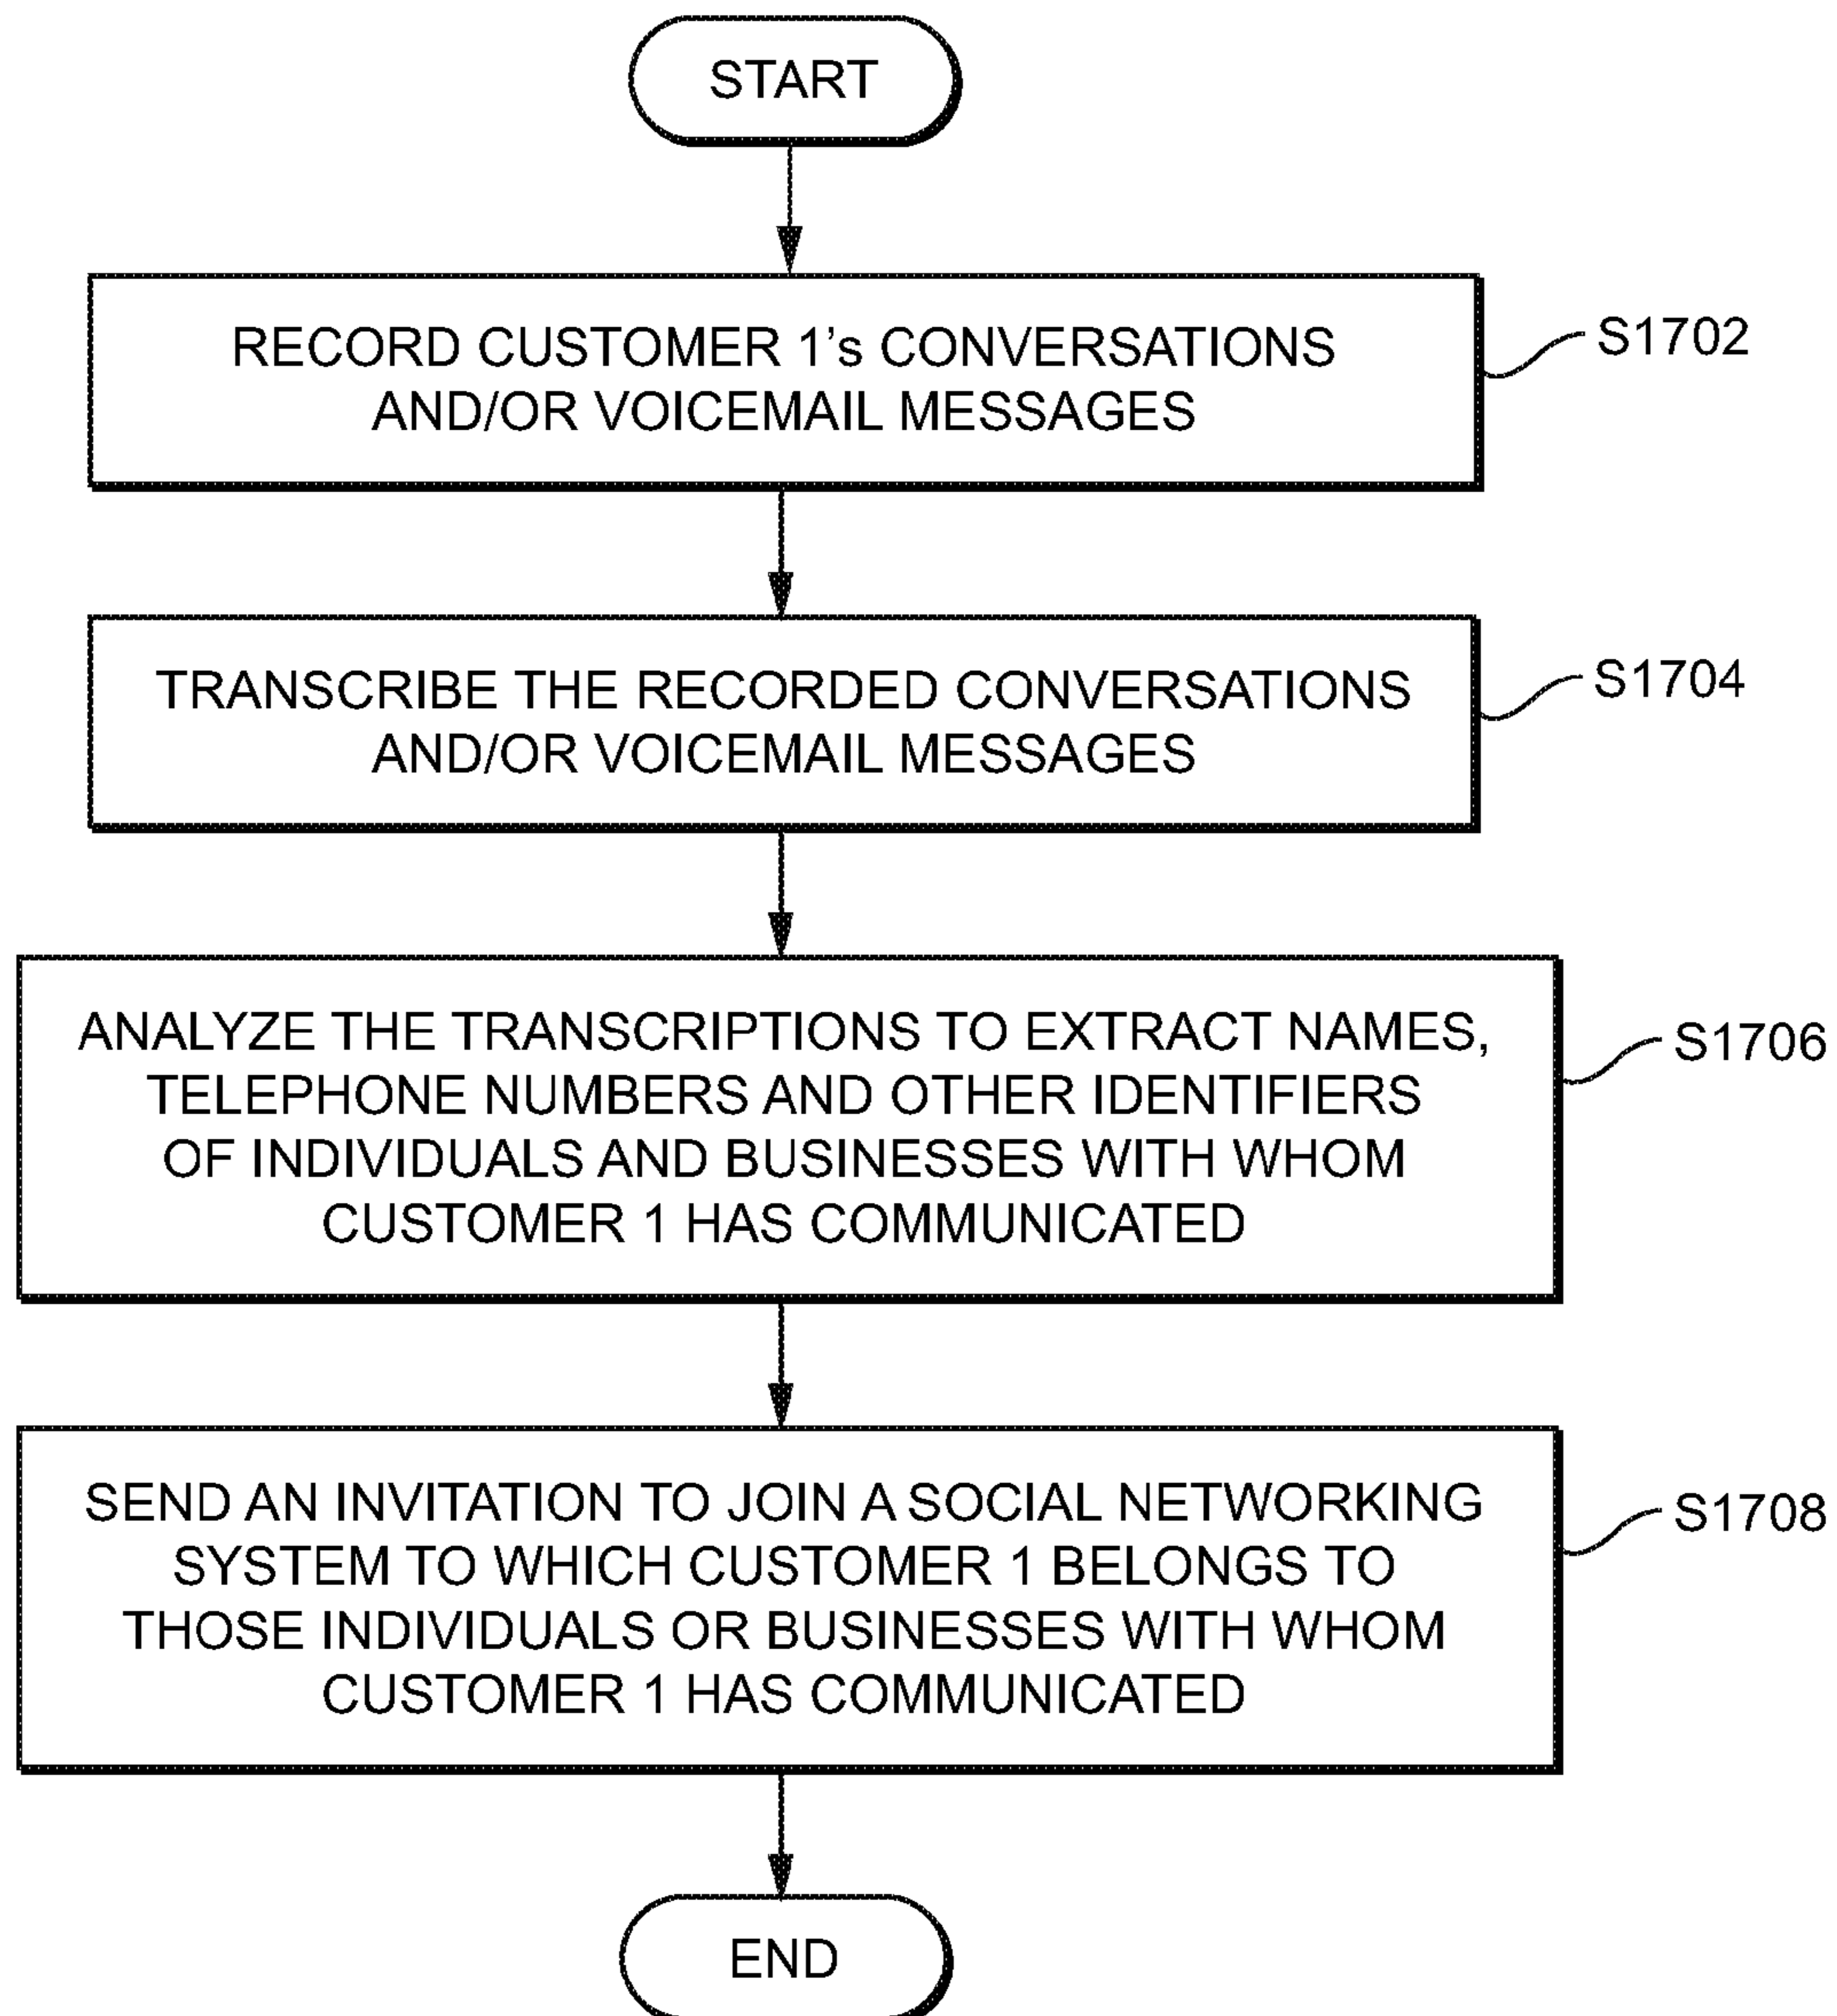 START
RECORD CUSTOMER 1's CONVERSATIONS
AND/OR VOICEMAIL MESSAGES
S1702
TRANSCRIBE THE RECORDED CONVERSATIONS
AND/OR VOICEMAIL MESSAGES
S1704
ANALYZE THE TRANSCRIPTIONS TO EXTRACT NAMES,
TELEPHONE NUMBERS AND OTHER IDENTIFIERS
OF INDIVIDUALS AND BUSINESSES WITH WHOM
CUSTOMER 1 HAS COMMUNICATED
S1706
SEND AN INVITATION TO JOIN A SOCIAL NETWORKING
SYSTEM TO WHICH CUSTOMER 1 BELONGS TO
THOSE INDIVIDUALS OR BUSINESSES WITH WHOM
CUSTOMER 1 HAS COMMUNICATED
S1708
END